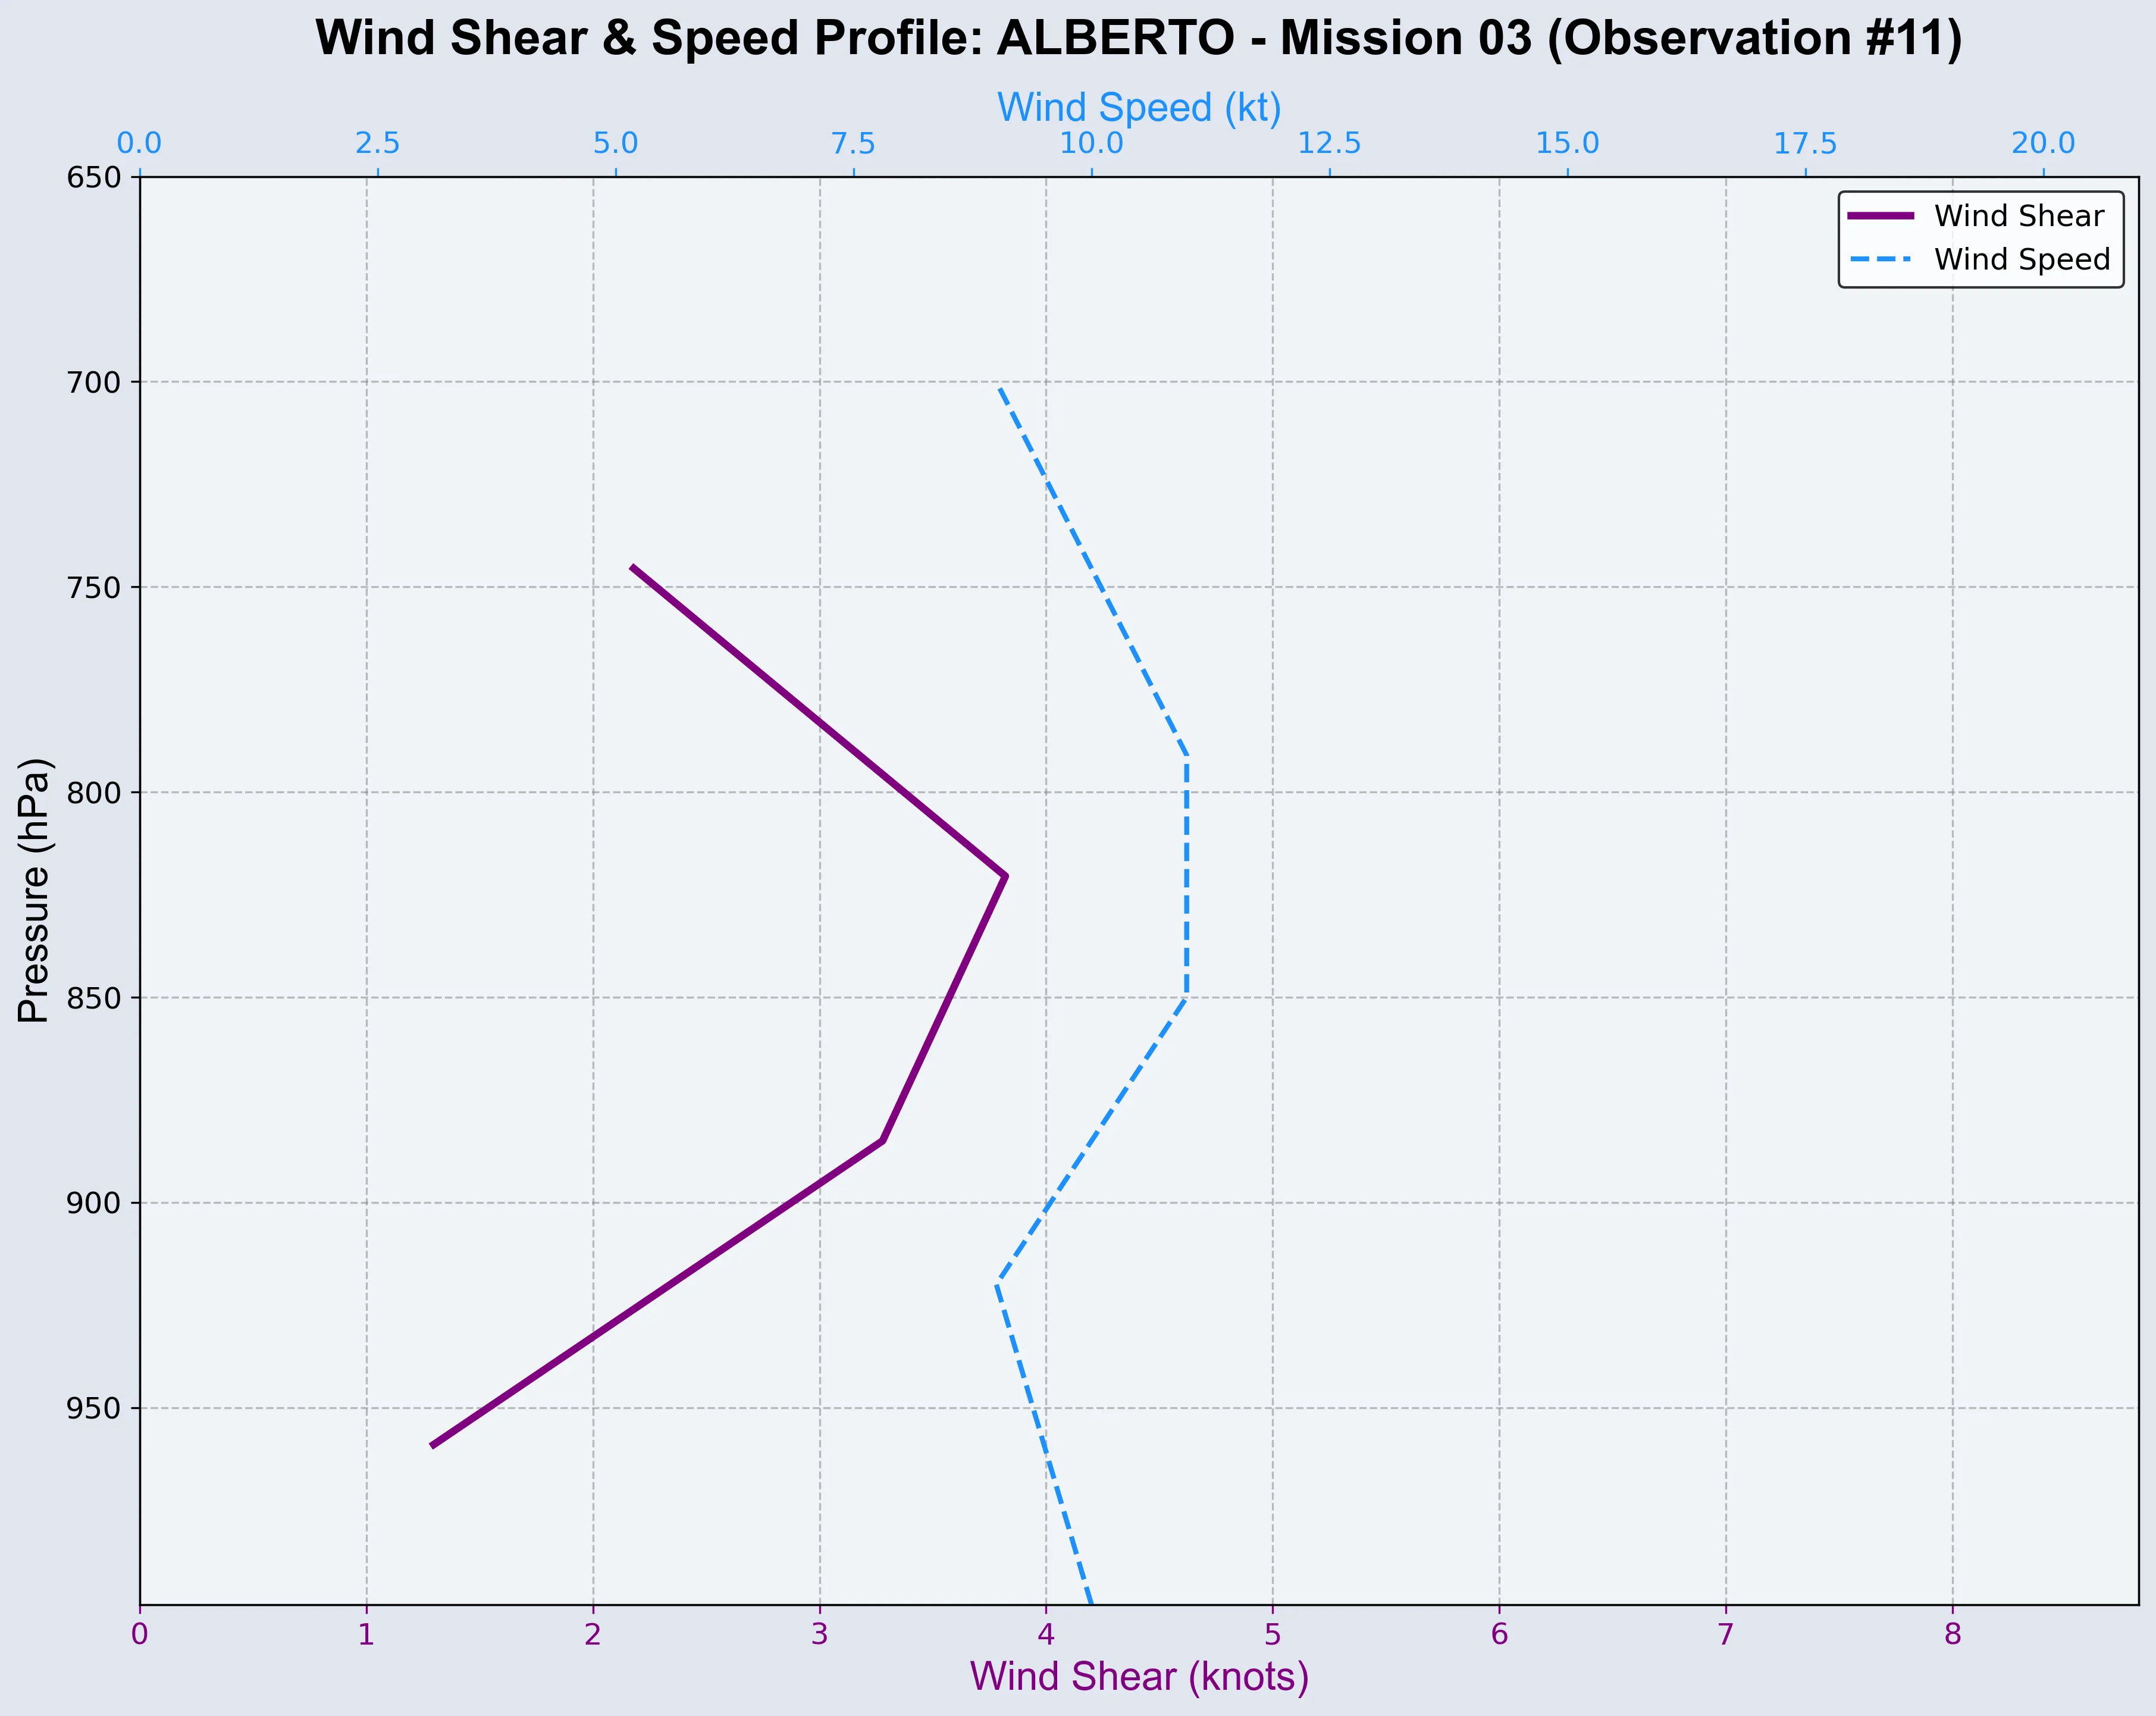 Wind Shear & Speed Profile: ALBERTO - Mission 03 (Observation #11)
Wind Speed (kt)
0.0 2.5 5.0 7.5 10.0 12.5 15.0 17.5 20.0
Wind Shear
Wind Speed
Pressure (hPa)
650
700
750
800
850
900
950
0 1 2 3 4 5 6 7 8
Wind Shear (knots)